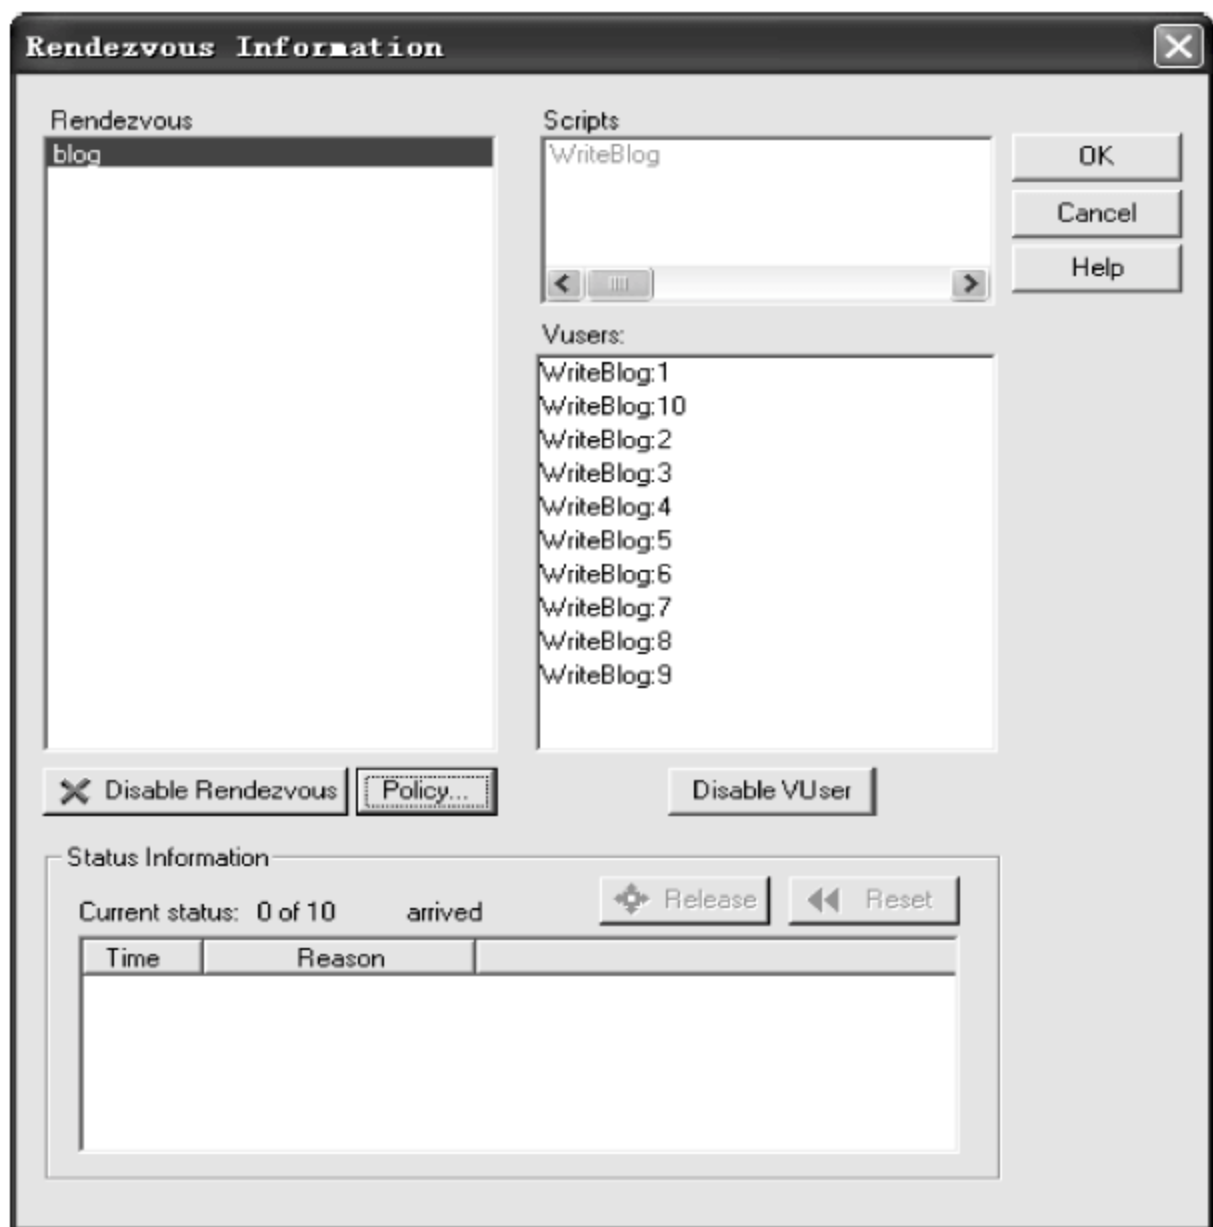 Rendezvous Information
Rendezvous
blog
Scripts
WriteBlog
OK
Cancel
Help
Vusers:
WriteBlog:1
WriteBlog:10
WriteBlog:2
WriteBlog:3
WriteBlog:4
WriteBlog:5
WriteBlog:6
WriteBlog:7
WriteBlog:8
WriteBlog:9
Disable Rendezvous Policy... Disable VUser
Status Information
Current status: 0 of 10 arrived Release Reset
Time Reason